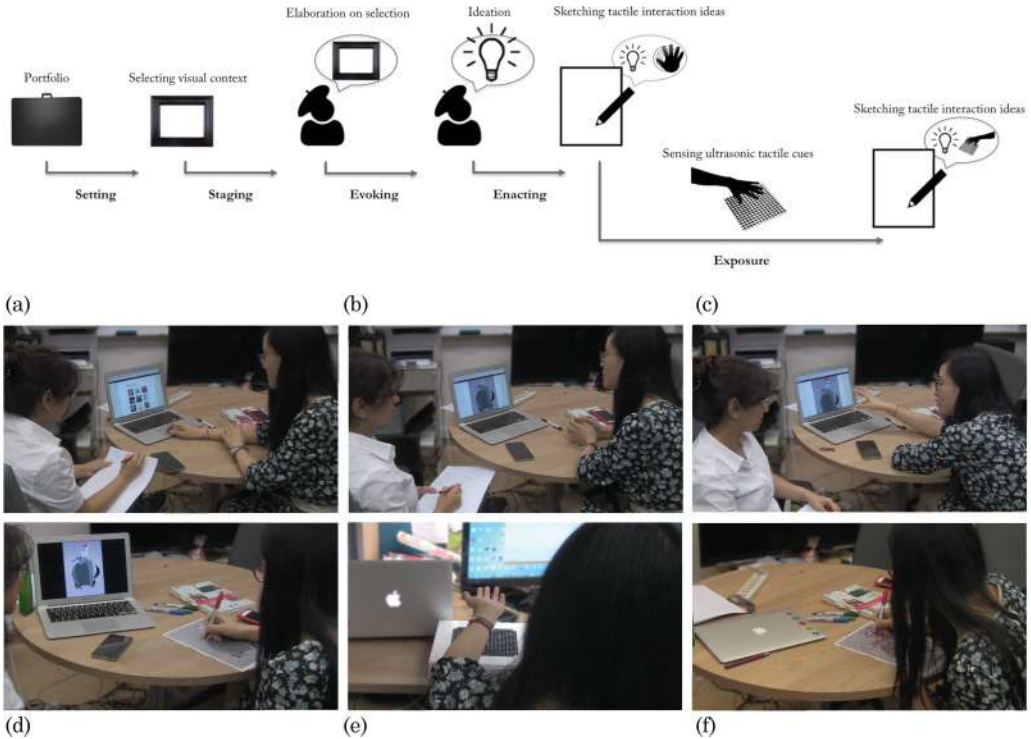 Elaboration on selection
Ideation
Sketching tactile interaction ideas
Portfolio
Selecting visual context
Sketching tactile interaction ideas
Sensing ultrasonic tactile cues
Setting
Staging
Evoking
Enacting
Exposure
(a)
(b)
(c)
(d)
(e)
(f)